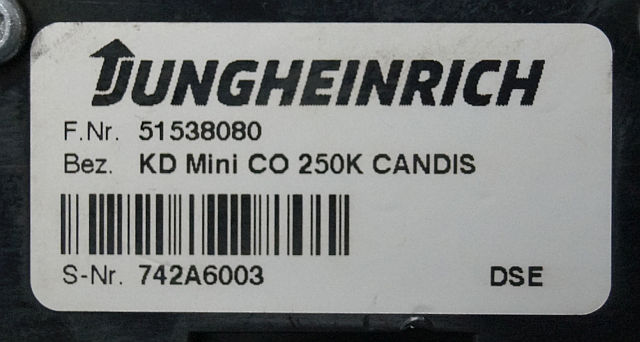 JUNGHEINRICH
F.Nr. 51538080
Bez. KD Mini CO 250K CANDIS
S-Nr. 742A6003 DSE